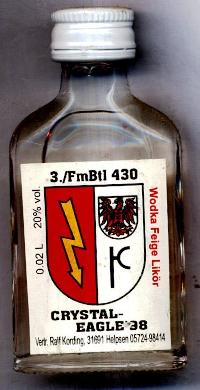 3./FmBtl 430
0.02 L 20% vol.
Wodka Feige Likör
K
CRYSTAL-
EAGLE'98
Vertr. Ralf Kording, 31691 Helpsen 05724-98414